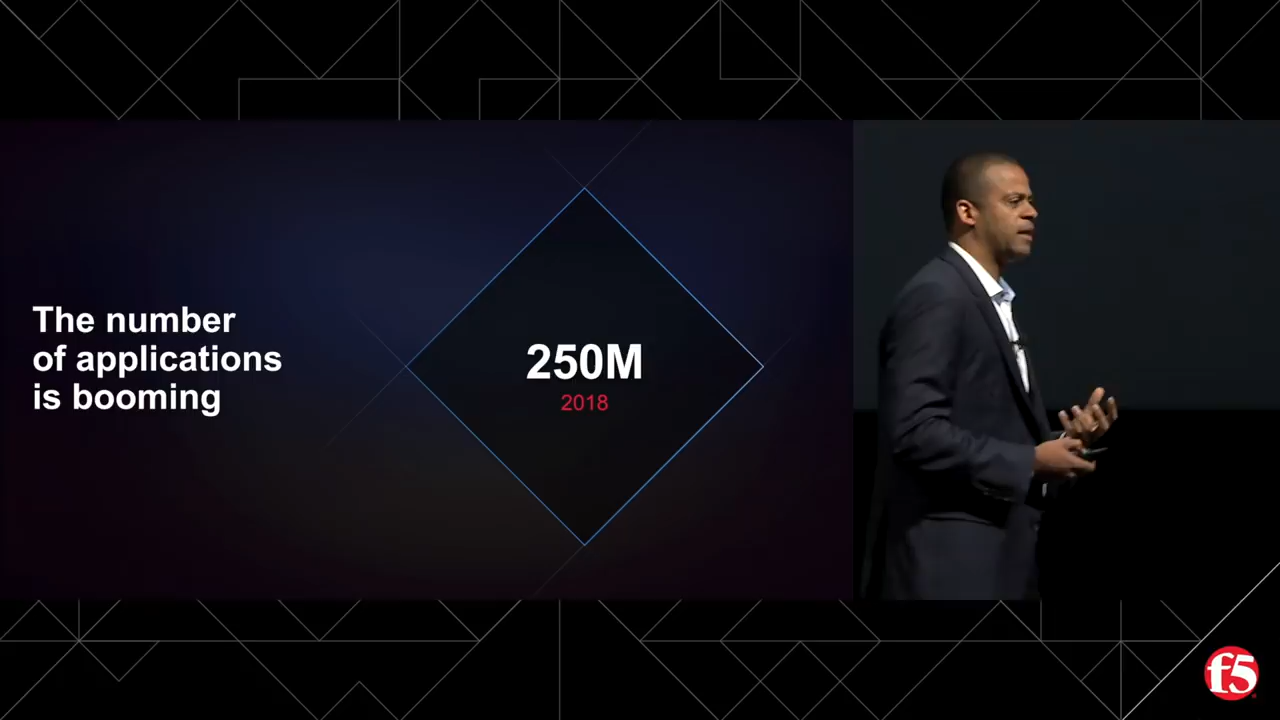 The number
of applications
is booming
250M
2018
f5